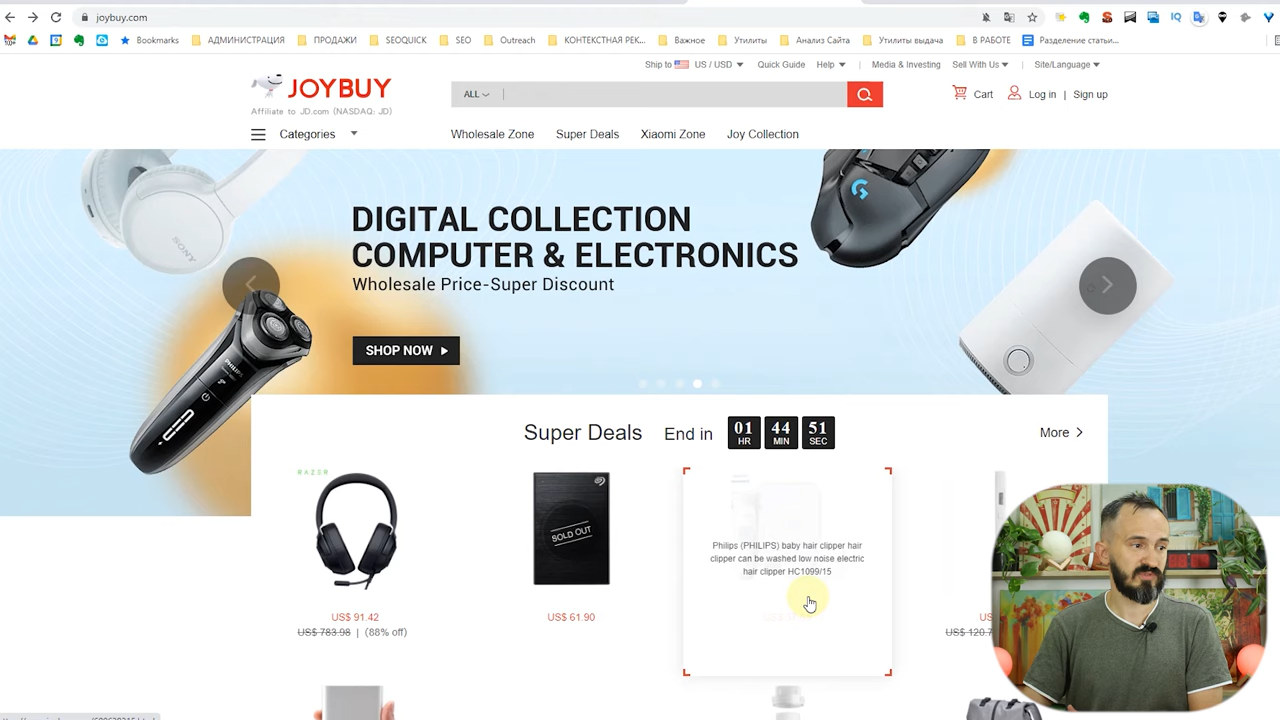 joybuy.com
Bookmarks
АДМИНИСТРАЦИЯ
ПРОДАЖИ
SEOQUICK
SEO
Outreach
КОНТЕКСТНАЯ РЕК...
Важное
Утилиты
Анализ Сайта
Утилиты выдача
В РАБОТЕ
Разделение статьи...
Ship to US / USD
Quick Guide
Help
Media & Investing
Sell With Us
Site/Language
JOYBUY
Affiliate to JD.com (NASDAQ: JD)
ALL
Cart
Log in | Sign up
Categories
Wholesale Zone
Super Deals
Xiaomi Zone
Joy Collection
SONY
G
DIGITAL COLLECTION
COMPUTER & ELECTRONICS
Wholesale Price-Super Discount
SHOP NOW
PHILIPS
Super Deals
End in
01 44 51
HR MIN SEC
More
RAZER
SOLD OUT
Philips (PHILIPS) baby hair clipper hair
clipper can be washed low noise electric
hair clipper HC1099/15
US$ 91.42
US$ 783.98 | (88% off)
US$ 61.90
US$ 120.7